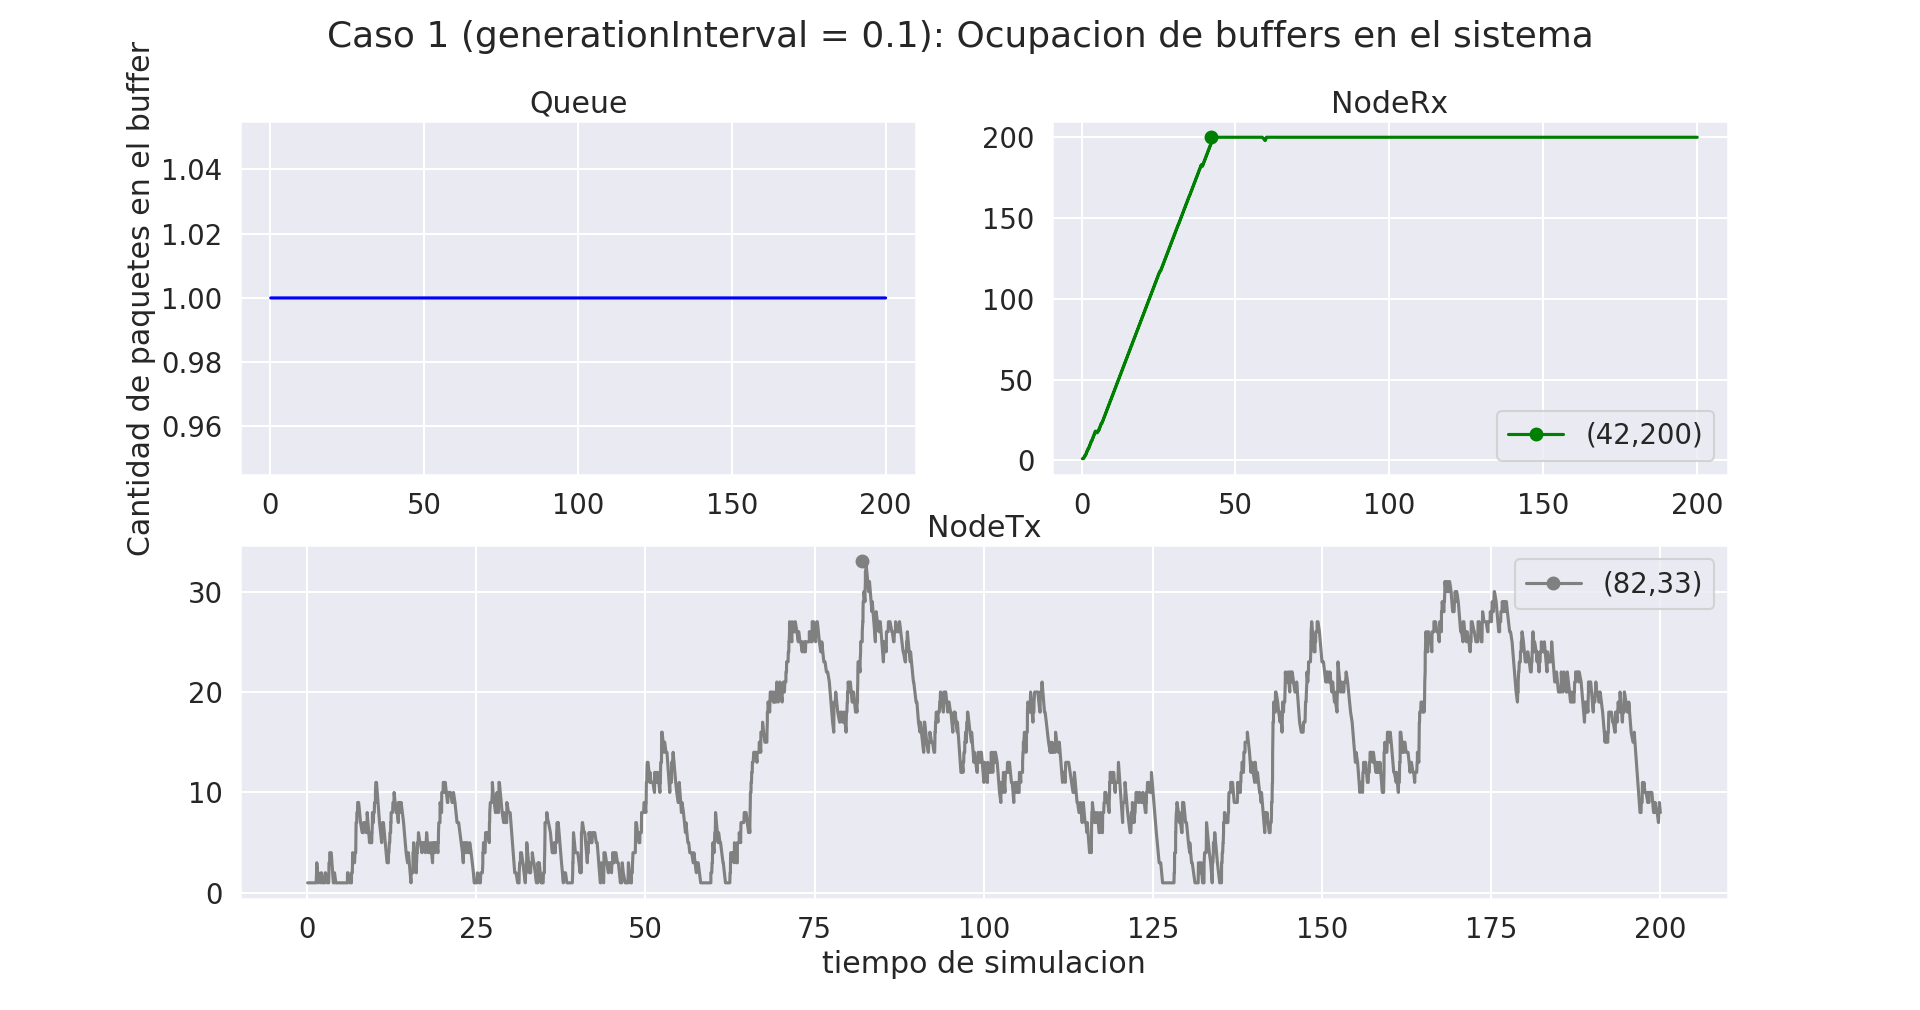 Caso 1 (generationInterval = 0.1): Ocupacion de buffers en el sistema
Cantidad de paquetes en el buffer
Queue
1.04
1.02
1.00
0.98
0.96
0 50 100 150 200
NodeRx
200
150
100
50
0
(42,200)
0 50 100 150 200
NodeTx
30
20
10
0
(82,33)
0 25 50 75 100 125 150 175 200
tiempo de simulacion